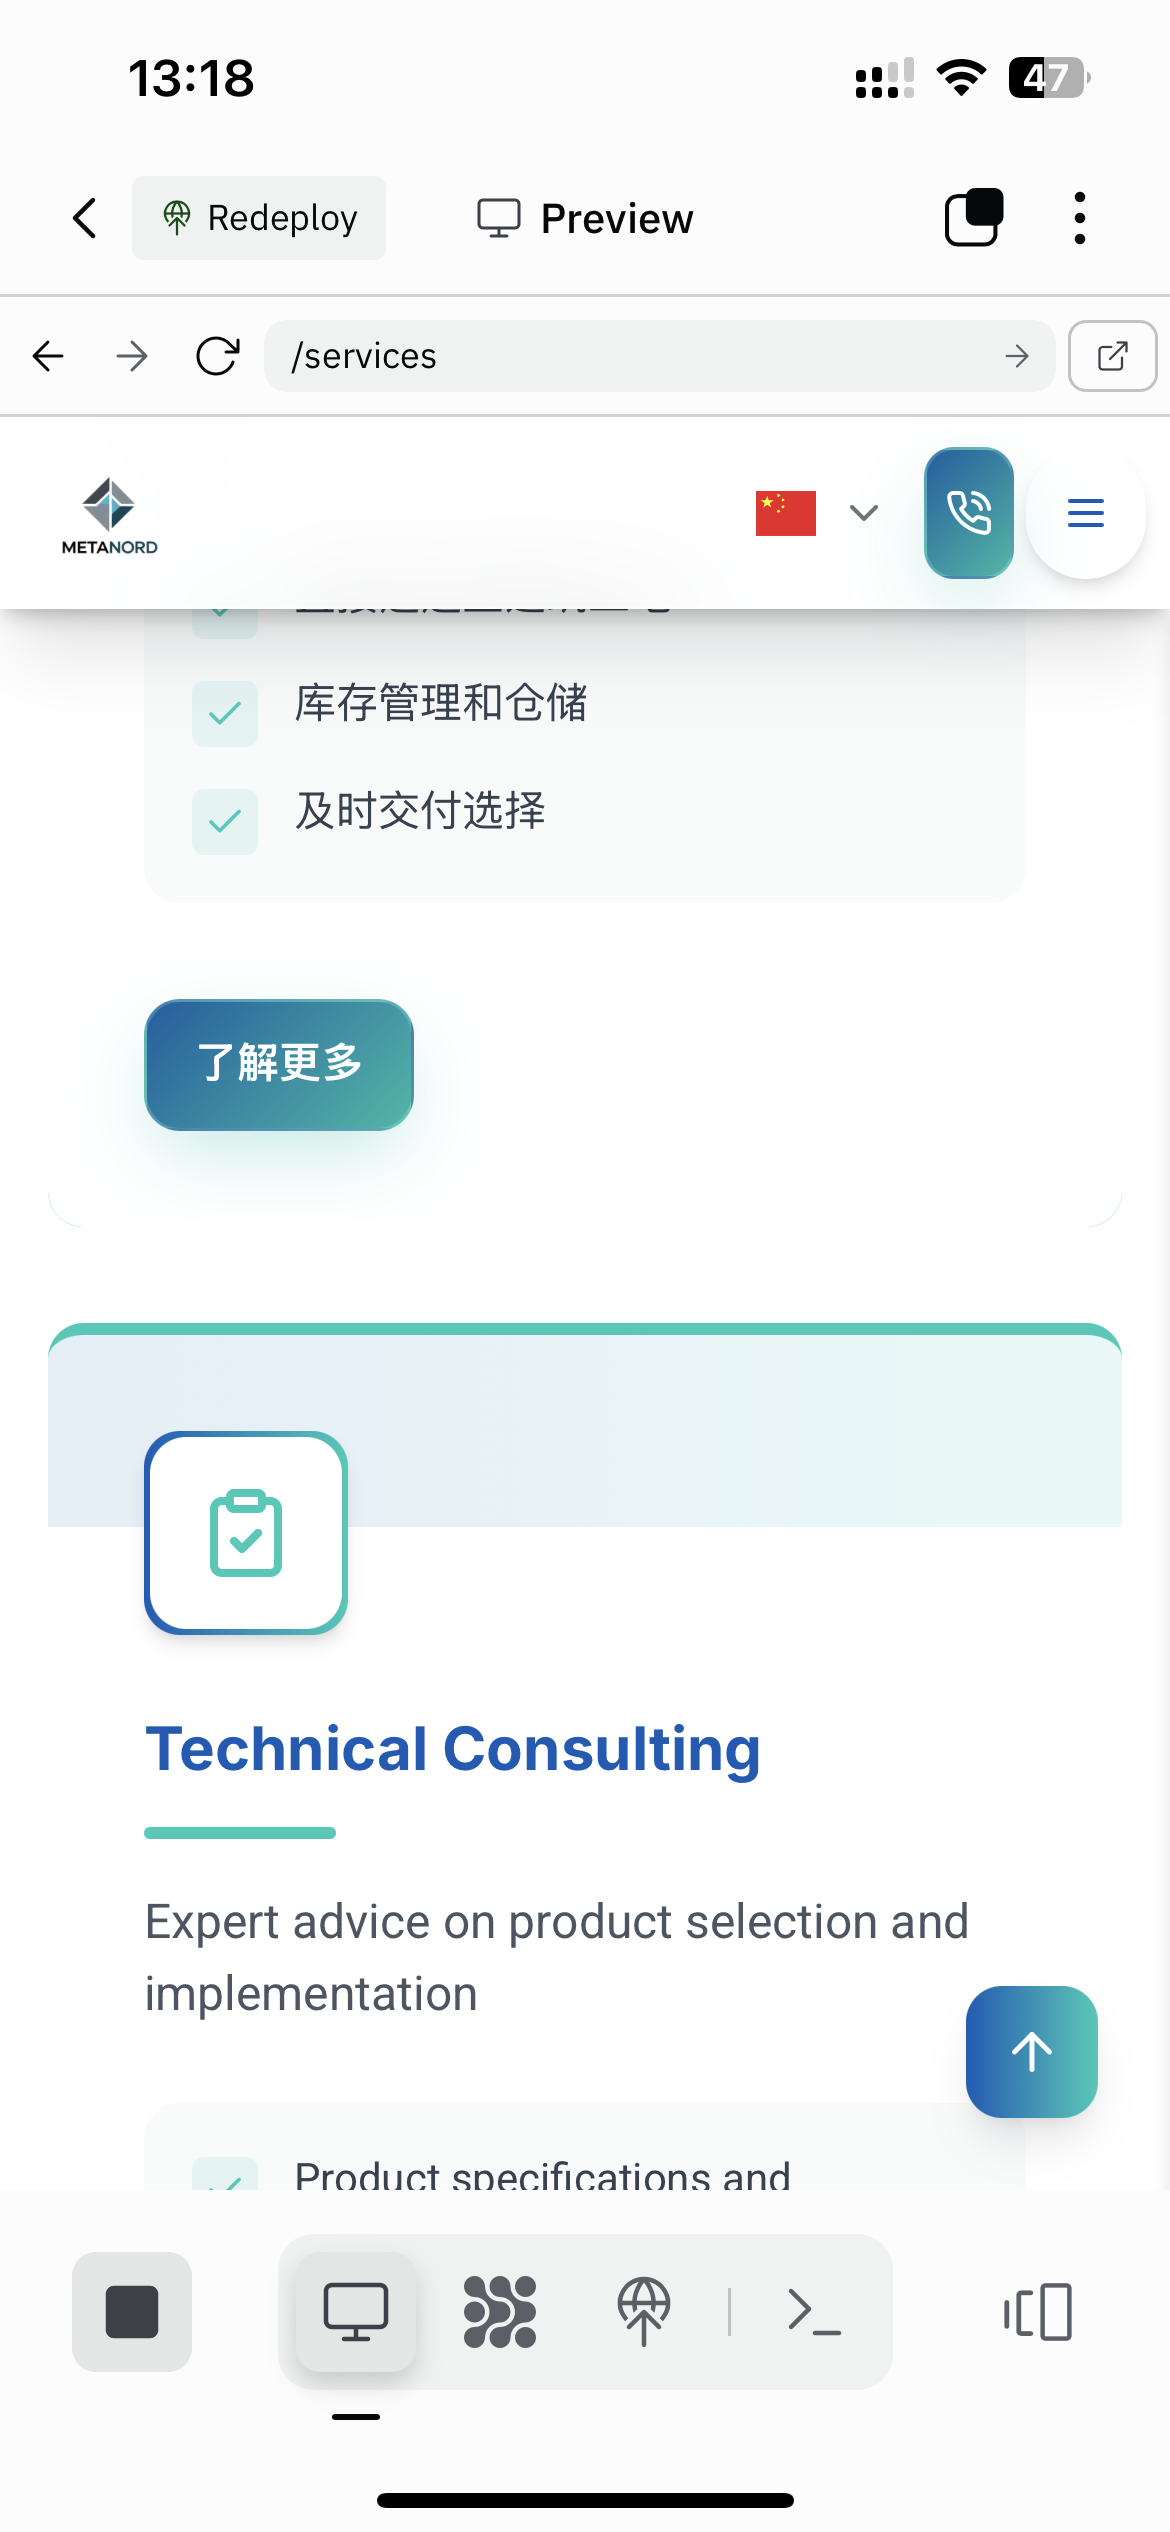 13:18
47
Redeploy
Preview
/services
METANORD
库存管理和仓储
及时交付选择
了解更多
Technical Consulting
Expert advice on product selection and
implementation
Product specifications and